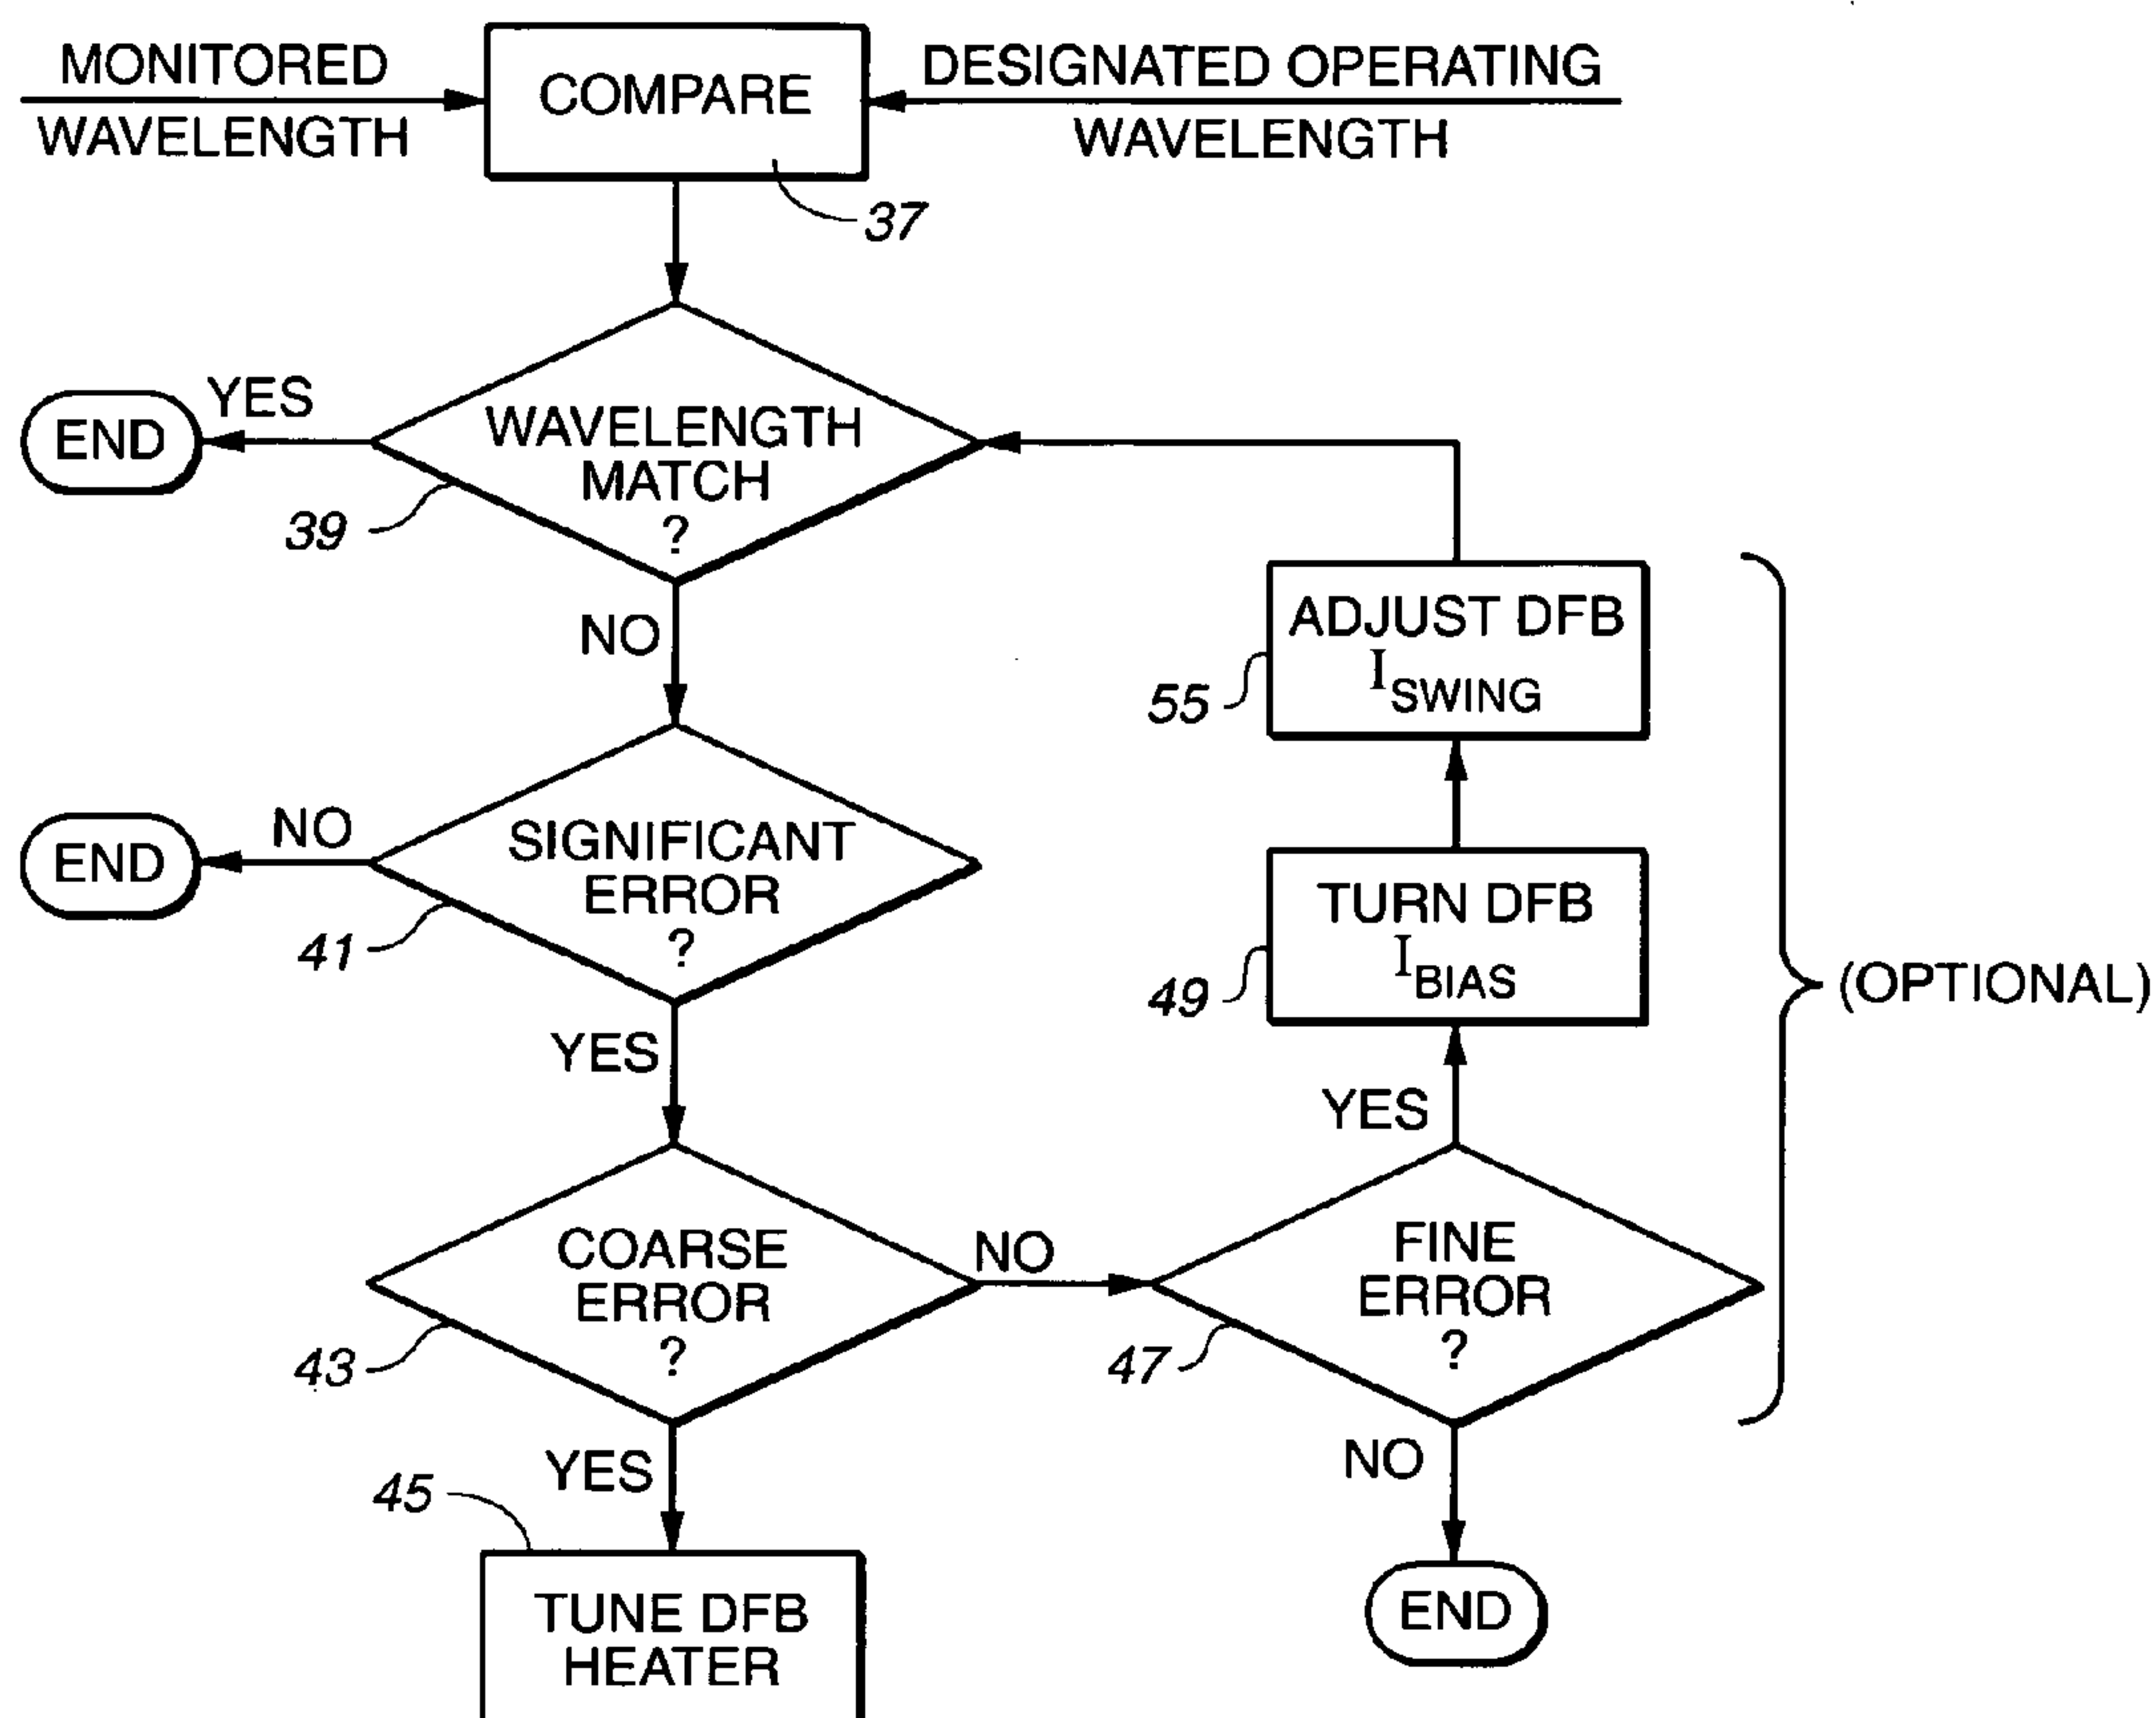 MONITORED
WAVELENGTH
COMPARE
DESIGNATED OPERATING
WAVELENGTH
37
YES
END
WAVELENGTH
MATCH
?
39
NO
ADJUST DFB
I SWING
55
NO
END
SIGNIFICANT
ERROR
?
41
TURN DFB
I BIAS
49
(OPTIONAL)
YES
YES
COARSE
ERROR
?
43
NO
FINE
ERROR
?
47
YES
45
NO
TUNE DFB
HEATER
END